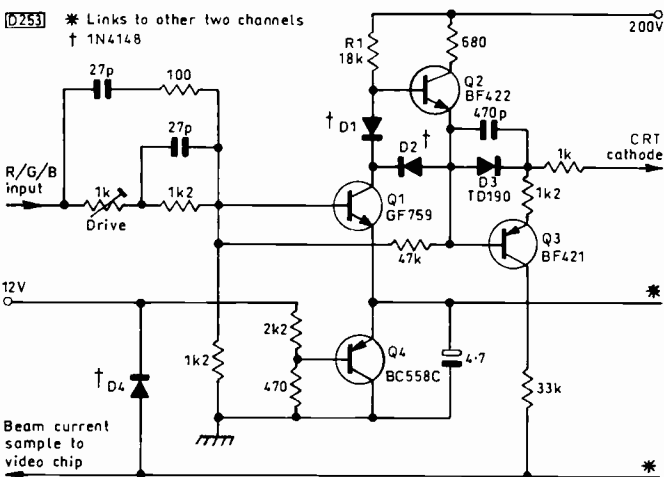 D253
* Links to other two channels
† 1N4148
200V
27p
100
R1
18k
680
Q2
BF422
† D1
470p
27p
D2 †
CRT
cathode
R/G/B
input
1k
1k2
Drive
Q1
GF759
D3
TD190
1k
1k2
Q3
BF421
47k
12V
*
2k2
1k2
† D4
470
Q4
BC558C
4·7
33k
Beam current
sample to
video chip
*